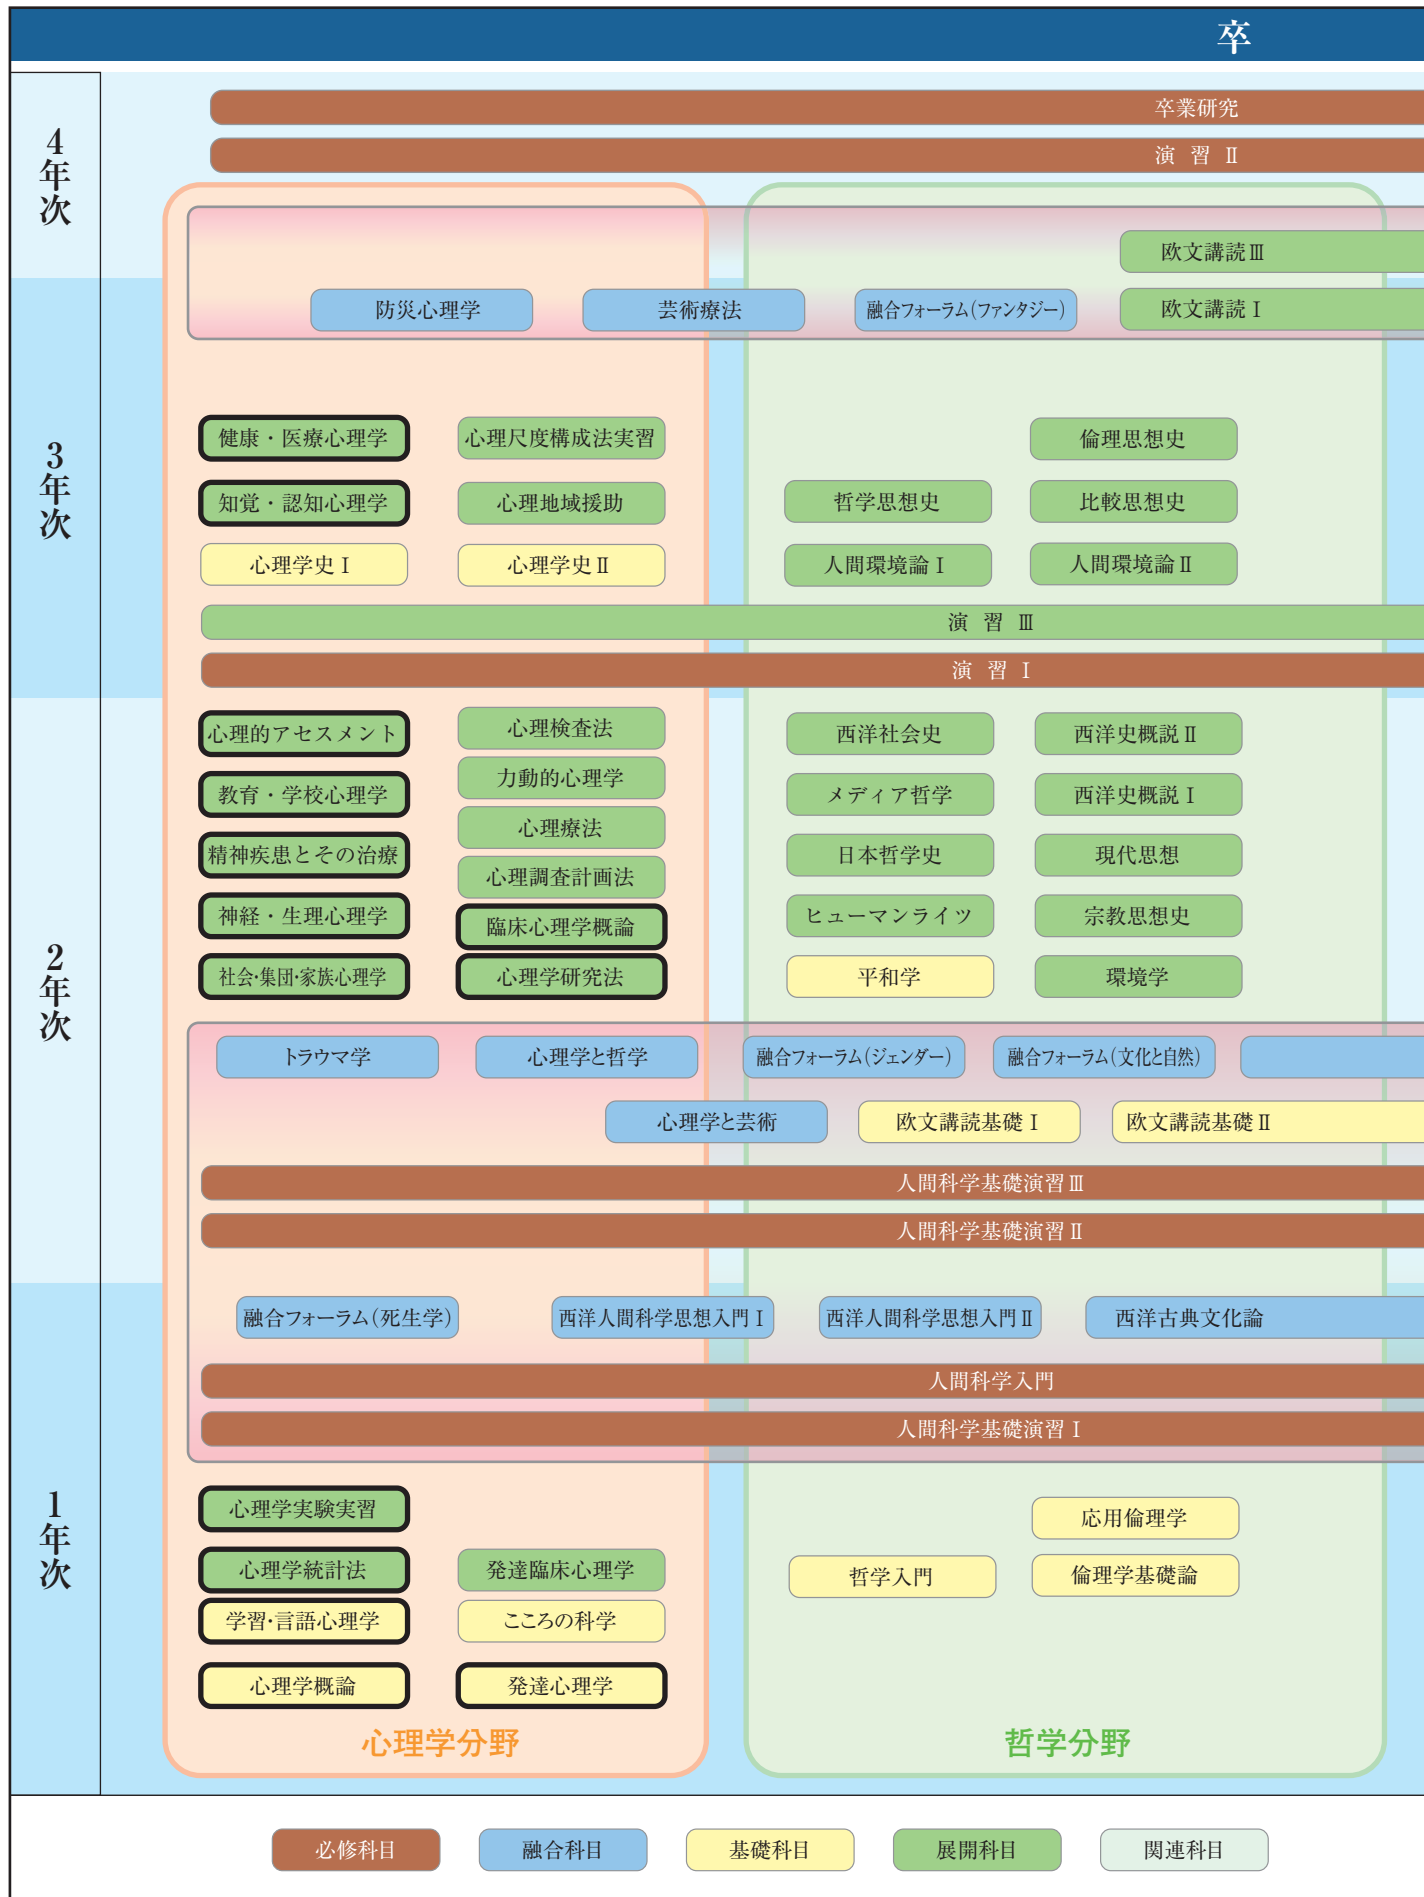 卒
4年次
卒業研究
演習Ⅱ
欧文講読Ⅲ
防災心理学
芸術療法
融合フォーラム(ファンタジー)
欧文講読Ⅰ
3年次
健康・医療心理学
心理尺度構成法実習
倫理思想史
知覚・認知心理学
心理地域援助
哲学思想史
比較思想史
心理学史Ⅰ
心理学史Ⅱ
人間環境論Ⅰ
人間環境論Ⅱ
演習Ⅲ
演習Ⅰ
2年次
心理的アセスメント
心理検査法
西洋社会史
西洋史概説Ⅱ
教育・学校心理学
力動的心理学
メディア哲学
西洋史概説Ⅰ
心理療法
精神疾患とその治療
日本哲学史
現代思想
心理調査計画法
神経・生理心理学
臨床心理学概論
ヒューマンライツ
宗教思想史
社会・集団・家族心理学
心理学研究法
平和学
環境学
トラウマ学
心理学と哲学
融合フォーラム(ジェンダー)
融合フォーラム(文化と自然)
心理学と芸術
欧文講読基礎Ⅰ
欧文講読基礎Ⅱ
人間科学基礎演習Ⅲ
人間科学基礎演習Ⅱ
1年次
融合フォーラム(死生学)
西洋人間科学思想入門Ⅰ
西洋人間科学思想入門Ⅱ
西洋古典文化論
人間科学入門
人間科学基礎演習Ⅰ
心理学実験実習
応用倫理学
心理学統計法
発達臨床心理学
哲学入門
倫理学基礎論
学習・言語心理学
こころの科学
心理学概論
発達心理学
心理学分野
哲学分野
必修科目
融合科目
基礎科目
展開科目
関連科目